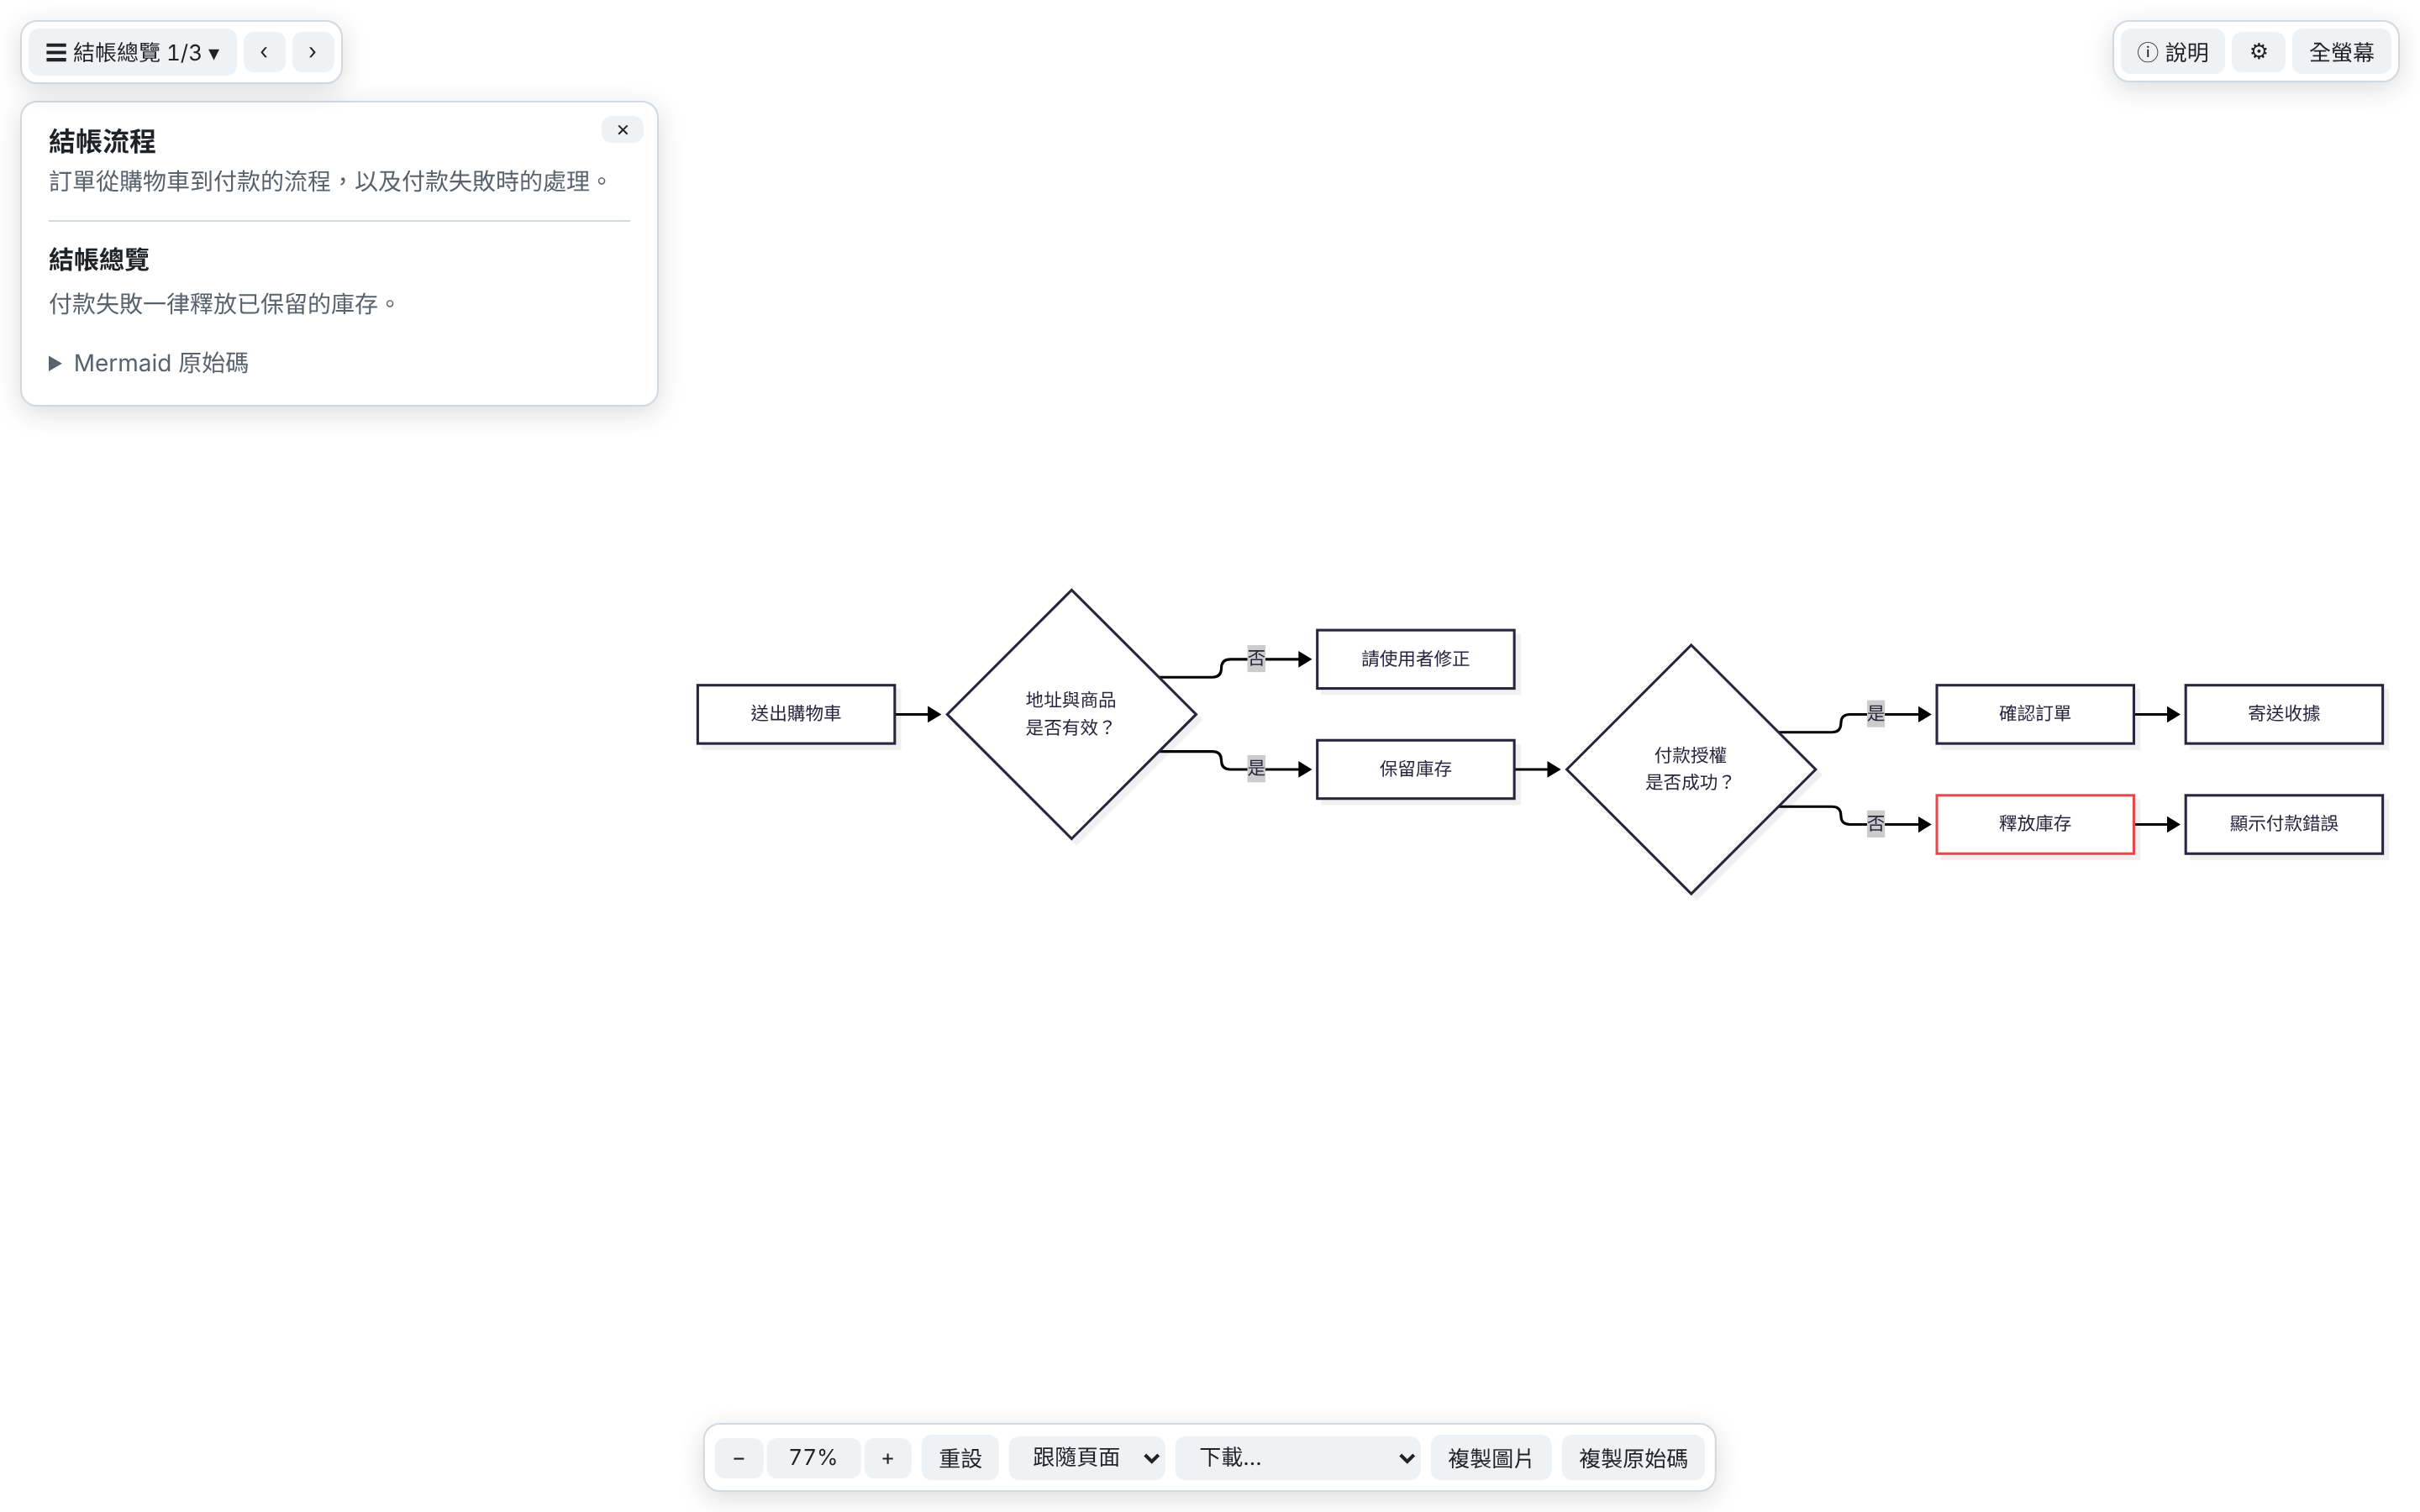 ☰ 結帳總覽 1/3 ▾ ‹ ›
ⓘ 說明 ⚙ 全螢幕
結帳流程 ×
訂單從購物車到付款的流程，以及付款失敗時的處理。
結帳總覽
付款失敗一律釋放已保留的庫存。
▶ Mermaid 原始碼
送出購物車
地址與商品
是否有效？
否
請使用者修正
是
保留庫存
付款授權
是否成功？
是
確認訂單
寄送收據
否
釋放庫存
顯示付款錯誤
− 77% + 重設 跟隨頁面 下載... 複製圖片 複製原始碼